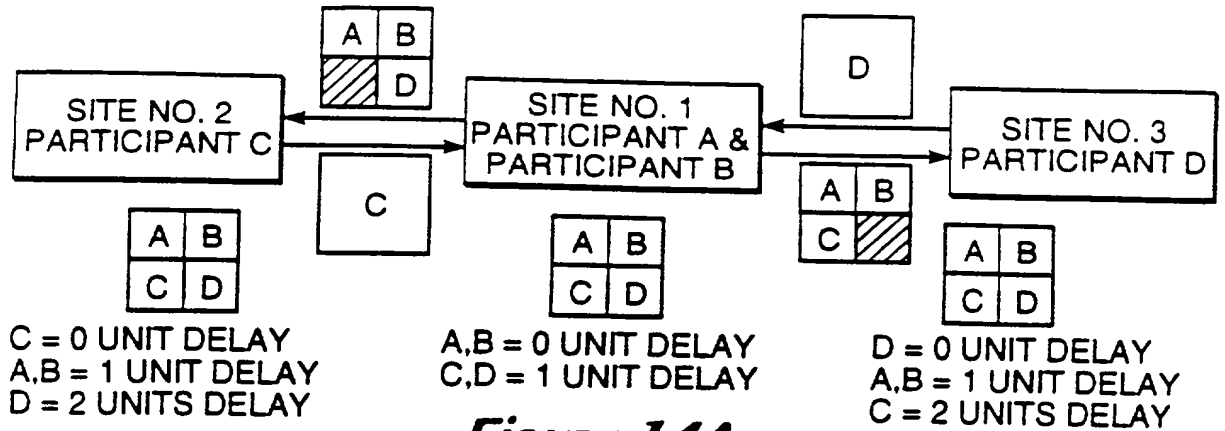 A B
D
D
SITE NO. 2
PARTICIPANT C
SITE NO. 1
PARTICIPANT A &
PARTICIPANT B
SITE NO. 3
PARTICIPANT D
C
A B
C
A B
C D
A B
C D
A B
C D
C = 0 UNIT DELAY
A,B = 1 UNIT DELAY
D = 2 UNITS DELAY
A,B = 0 UNIT DELAY
C,D = 1 UNIT DELAY
D = 0 UNIT DELAY
A,B = 1 UNIT DELAY
C = 2 UNITS DELAY